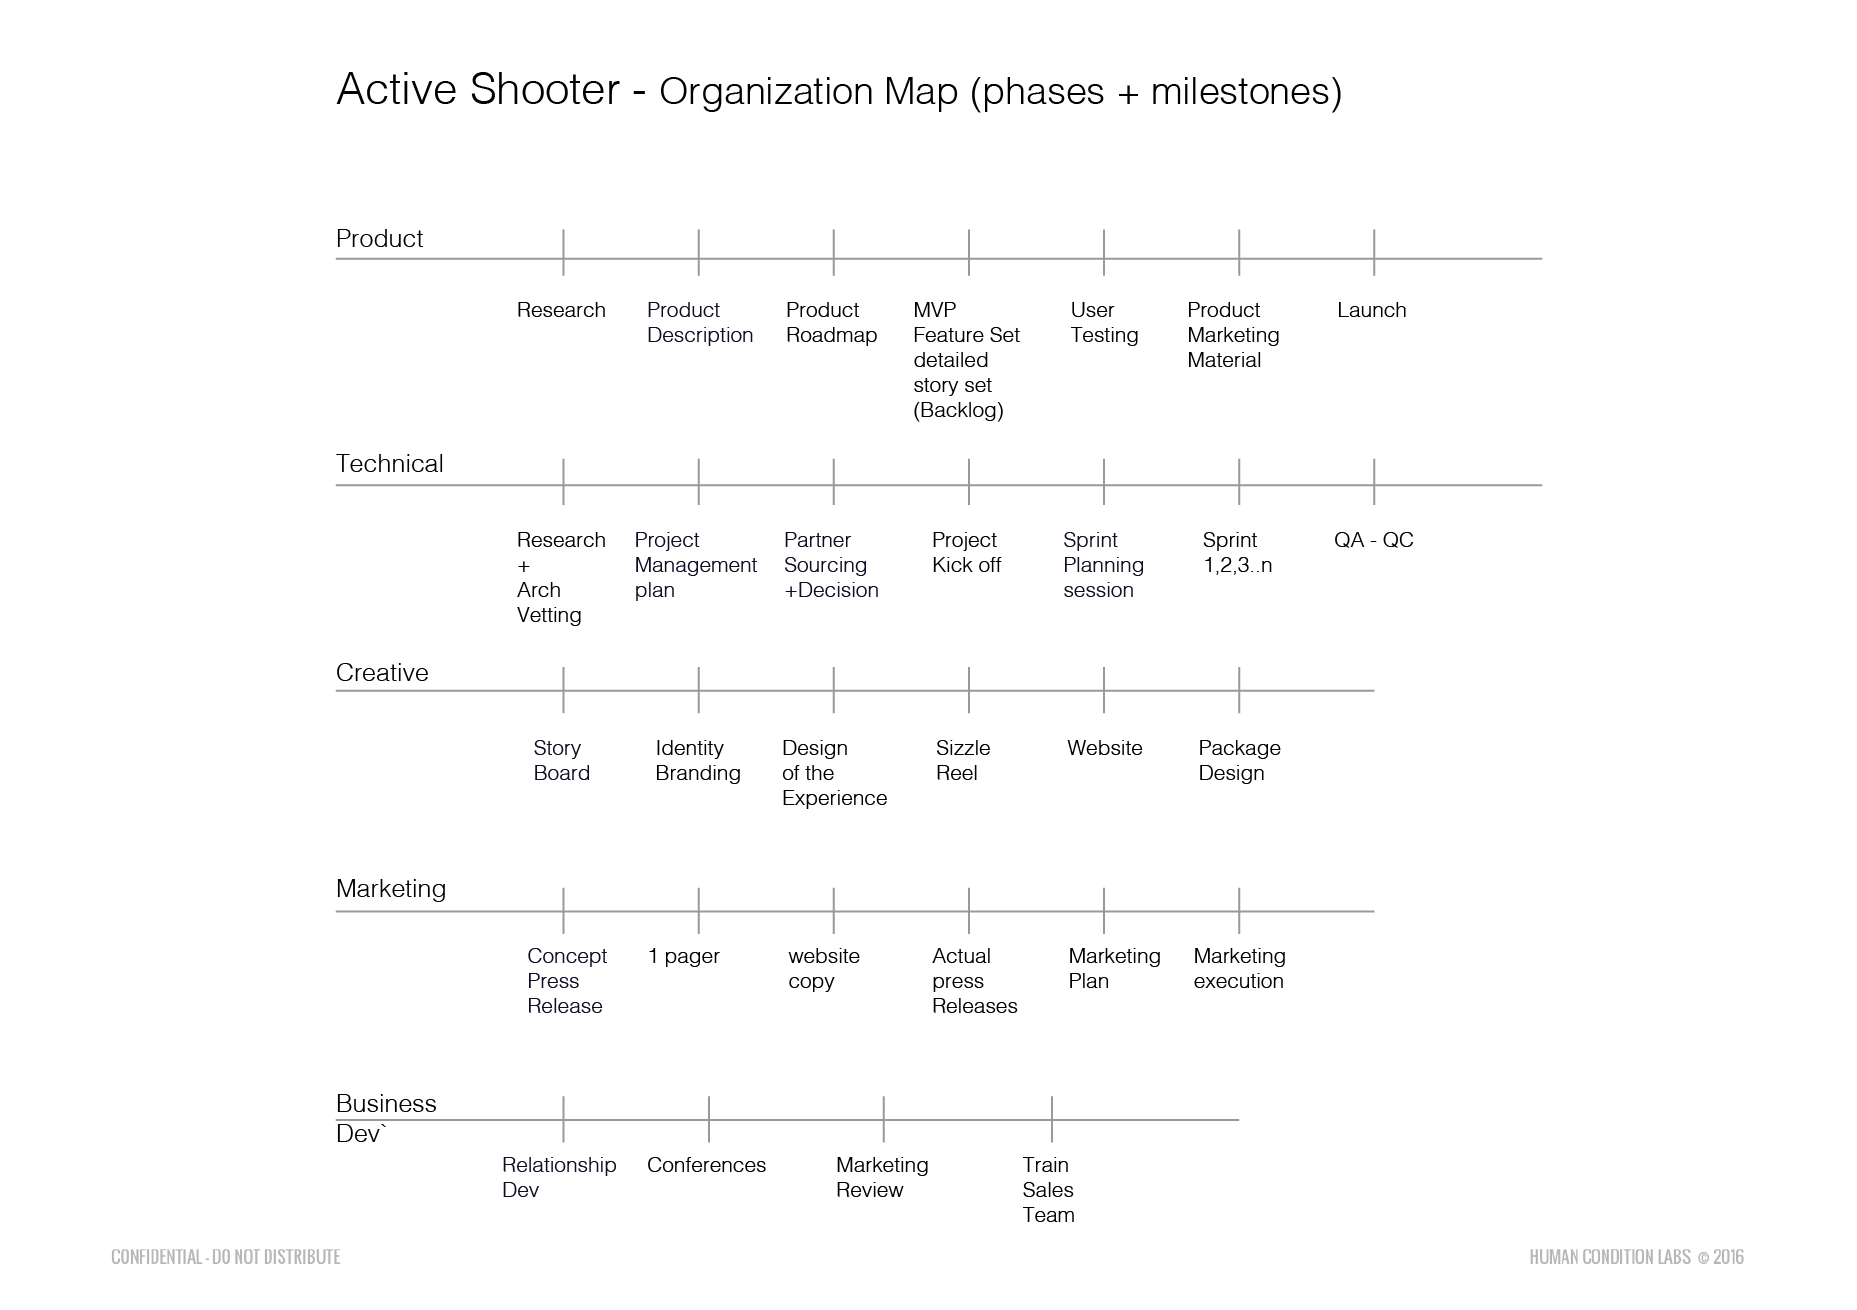 Active Shooter - Organization Map (phases + milestones)
Product
Research
Product
Description
Product
Roadmap
MVP
Feature Set
detailed
story set
(Backlog)
User
Testing
Product
Marketing
Material
Launch
Technical
Research
+
Arch
Vetting
Project
Management
plan
Partner
Sourcing
+Decision
Project
Kick off
Sprint
Planning
session
Sprint
1,2,3..n
QA - QC
Creative
Story
Board
Identity
Branding
Design
of the
Experience
Sizzle
Reel
Website
Package
Design
Marketing
Concept
Press
Release
1 pager
website
copy
Actual
press
Releases
Marketing
Plan
Marketing
execution
Business
Dev`
Relationship
Dev
Conferences
Marketing
Review
Train
Sales
Team
CONFIDENTIAL - DO NOT DISTRIBUTE
HUMAN CONDITION LABS © 2016